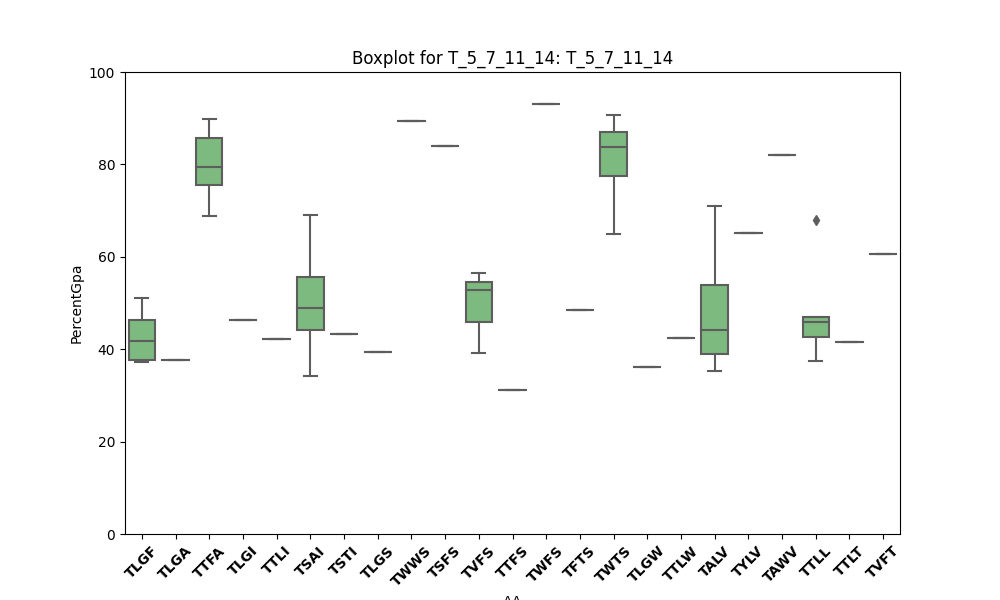 Boxplot for T_5_7_11_14: T_5_7_11_14
PercentGpa
100
80
60
40
20
0
TLGF
TLGA
TTFA
TLGI
TTLI
TSAI
TSTI
TLGS
TWWS
TSFS
TVFS
TTFS
TWFS
TFTS
TWTS
TLGW
TTLW
TALV
TYLV
TAWV
TTLL
TTLT
TVFT
AA